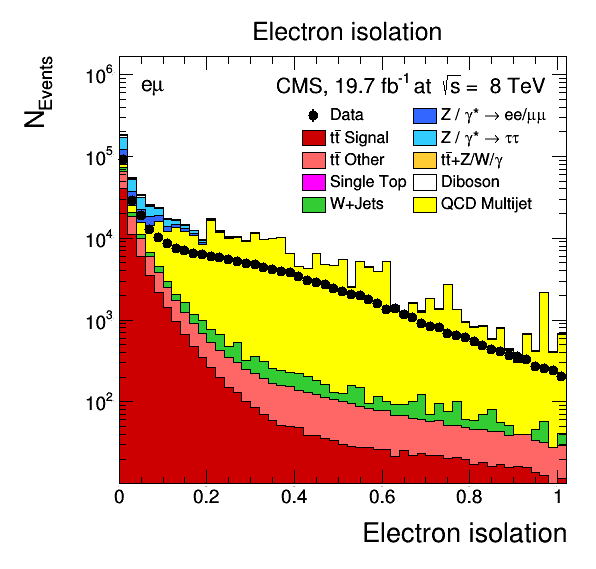 Electron isolation
N_Events
eμ
CMS, 19.7 fb⁻¹ at √s = 8 TeV
Data
tt̄ Signal
tt̄ Other
Single Top
W+Jets
Z / γ* → ee/μμ
Z / γ* → ττ
tt̄+Z/W/γ
Diboson
QCD Multijet
10⁶
10⁵
10⁴
10³
10²
0 0.2 0.4 0.6 0.8 1
Electron isolation